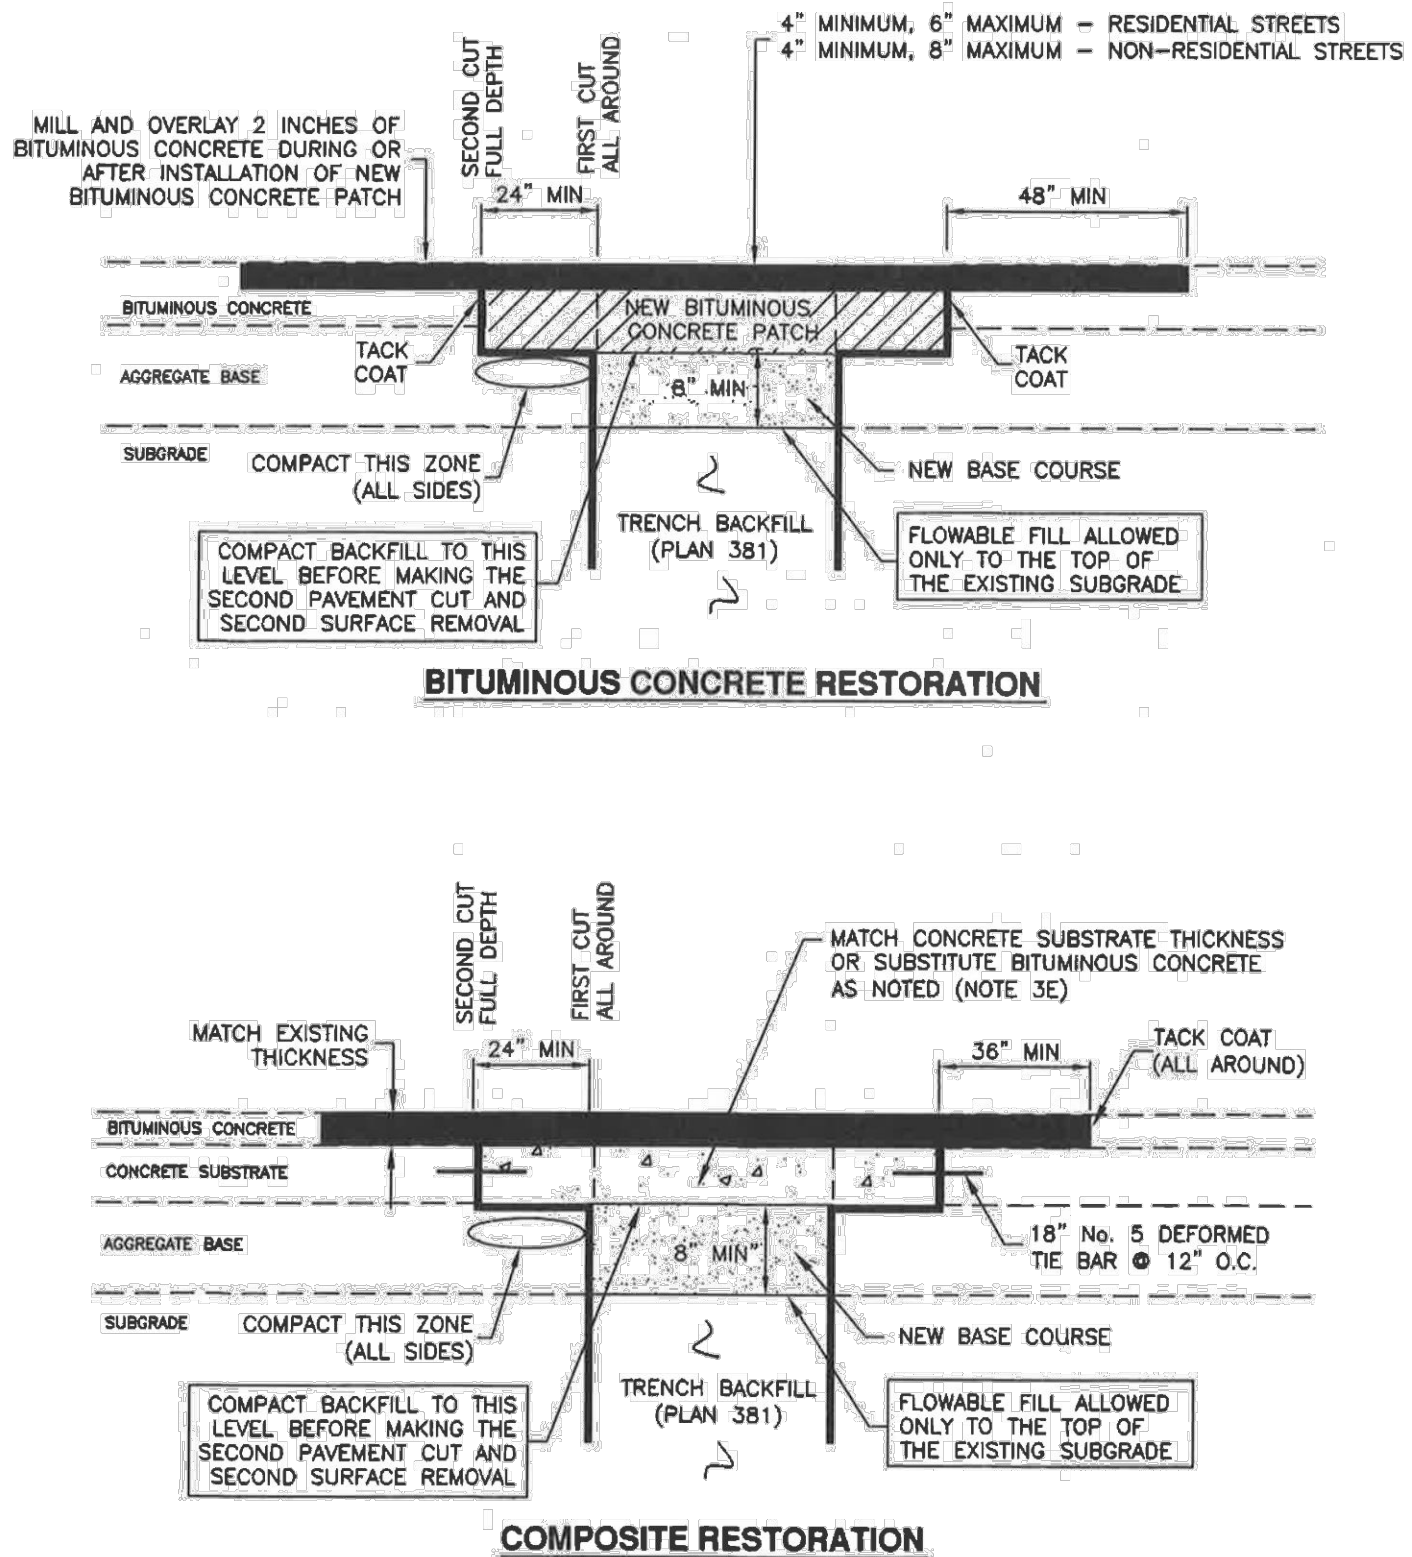 4" MINIMUM, 6" MAXIMUM – RESIDENTIAL STREETS
4" MINIMUM, 8" MAXIMUM – NON-RESIDENTIAL STREETS
SECOND CUT
FULL DEPTH
FIRST CUT
ALL AROUND
MILL AND OVERLAY 2 INCHES OF
BITUMINOUS CONCRETE DURING OR
AFTER INSTALLATION OF NEW
BITUMINOUS CONCRETE PATCH
24" MIN
48" MIN
BITUMINOUS CONCRETE
NEW BITUMINOUS
CONCRETE PATCH
TACK
COAT
TACK
COAT
AGGREGATE BASE
8" MIN
SUBGRADE
COMPACT THIS ZONE
(ALL SIDES)
NEW BASE COURSE
TRENCH BACKFILL
(PLAN 381)
FLOWABLE FILL ALLOWED
ONLY TO THE TOP OF
THE EXISTING SUBGRADE
COMPACT BACKFILL TO THIS
LEVEL BEFORE MAKING THE
SECOND PAVEMENT CUT AND
SECOND SURFACE REMOVAL
BITUMINOUS CONCRETE RESTORATION
SECOND CUT
FULL DEPTH
FIRST CUT
ALL AROUND
MATCH CONCRETE SUBSTRATE THICKNESS
OR SUBSTITUTE BITUMINOUS CONCRETE
AS NOTED (NOTE 3E)
MATCH EXISTING
THICKNESS
24" MIN
36" MIN
TACK COAT
(ALL AROUND)
BITUMINOUS CONCRETE
CONCRETE SUBSTRATE
AGGREGATE BASE
8" MIN"
18" No. 5 DEFORMED
TIE BAR @ 12" O.C.
SUBGRADE
COMPACT THIS ZONE
(ALL SIDES)
NEW BASE COURSE
TRENCH BACKFILL
(PLAN 381)
FLOWABLE FILL ALLOWED
ONLY TO THE TOP OF
THE EXISTING SUBGRADE
COMPACT BACKFILL TO THIS
LEVEL BEFORE MAKING THE
SECOND PAVEMENT CUT AND
SECOND SURFACE REMOVAL
COMPOSITE RESTORATION